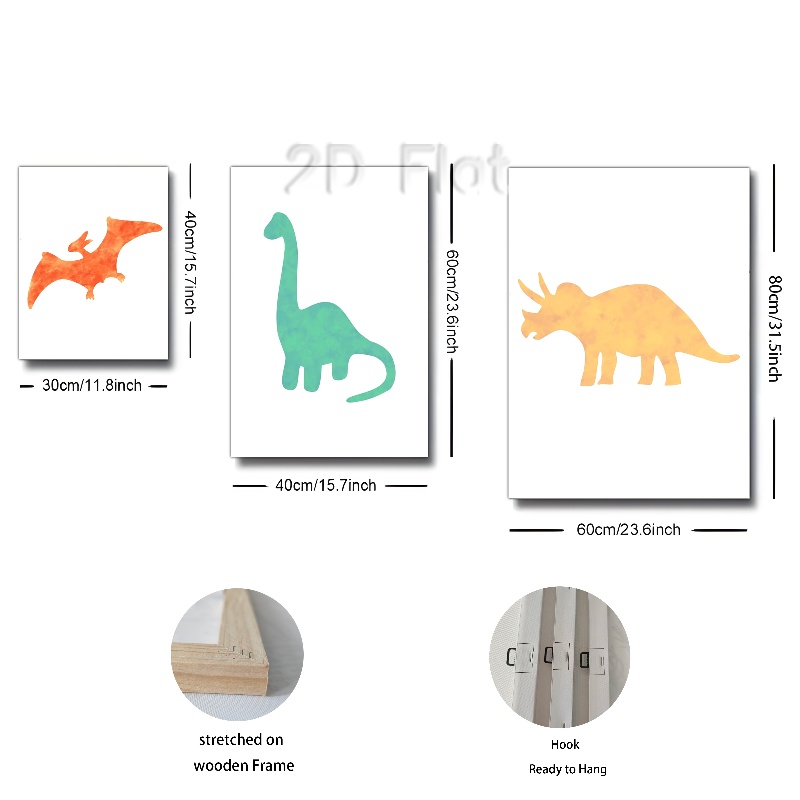 2D Flat
40cm/15.7inch
30cm/11.8inch
60cm/23.6inch
40cm/15.7inch
80cm/31.5inch
60cm/23.6inch
stretched on
wooden Frame
Hook
Ready to Hang